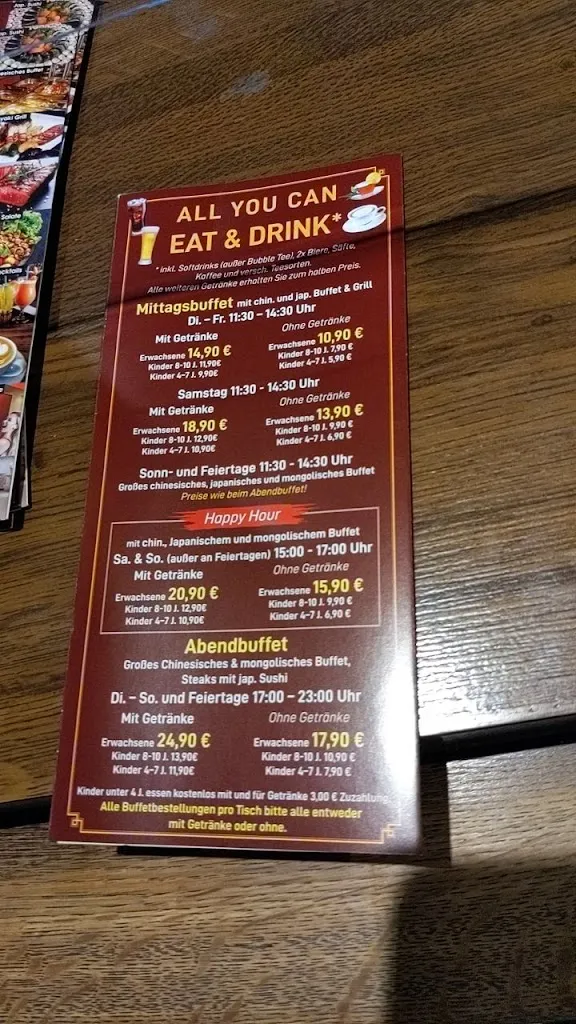 Jap. Sushi
Sushi
Salate
ALL YOU CAN
EAT & DRINK*
* inkl. Softdrinks (außer Bubble Tee), 2x Biere, Säfte,
Kaffee und versch. Teesorten.
Alle weiteren Getränke erhalten Sie zum halben Preis.
Mittagsbuffet mit chin. und jap. Buffet & Grill
Di. – Fr. 11:30 – 14:30 Uhr
Mit Getränke Ohne Getränke
Erwachsene 14,90 € Erwachsene 10,90 €
Kinder 8-10 J. 11,90€ Kinder 8-10 J. 7,90 €
Kinder 4-7 J. 9,90€ Kinder 4-7 J. 5,90 €
Samstag 11:30 - 14:30 Uhr
Mit Getränke Ohne Getränke
Erwachsene 18,90 € Erwachsene 13,90 €
Kinder 8-10 J. 12,90€ Kinder 8-10 J. 9,90 €
Kinder 4-7 J. 10,90€ Kinder 4-7 J. 6,90 €
Sonn- und Feiertage 11:30 - 14:30 Uhr
Großes chinesisches, japanisches und mongolisches Buffet
Preise wie beim Abendbuffet!
Happy Hour
mit chin., Japanischem und mongolischem Buffet
Sa. & So. (außer an Feiertagen) 15:00 - 17:00 Uhr
Mit Getränke Ohne Getränke
Erwachsene 20,90 € Erwachsene 15,90 €
Kinder 8-10 J. 12,90€ Kinder 8-10 J. 9,90 €
Kinder 4-7 J. 10,90€ Kinder 4-7 J. 6,90 €
Abendbuffet
Großes Chinesisches & mongolisches Buffet,
Steaks mit jap. Sushi
Di. – So. und Feiertage 17:00 – 23:00 Uhr
Mit Getränke Ohne Getränke
Erwachsene 24,90 € Erwachsene 17,90 €
Kinder 8-10 J. 13,90€ Kinder 8-10 J. 10,90 €
Kinder 4-7 J. 11,90€ Kinder 4-7 J. 7,90 €
Kinder unter 4 J. essen kostenlos mit und für Getränke 3,00 € Zuzahlung.
Alle Buffetbestellungen pro Tisch bitte alle entweder
mit Getränke oder ohne.